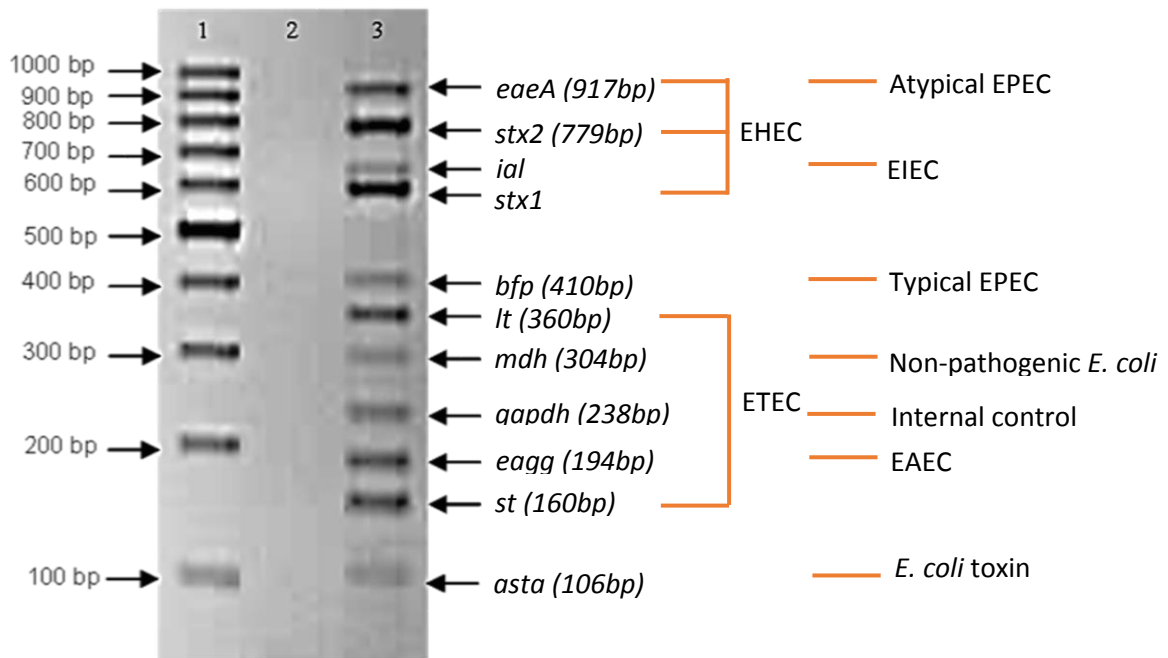 1 2 3
1000 bp
900 bp
800 bp
700 bp
600 bp
500 bp
400 bp
300 bp
200 bp
100 bp
eaeA (917bp)
stx2 (779bp)
ial
stx1
bfp (410bp)
lt (360bp)
mdh (304bp)
gapdh (238bp)
eagg (194bp)
st (160bp)
asta (106bp)
EHEC
ETEC
Atypical EPEC
EIEC
Typical EPEC
Non-pathogenic E. coli
Internal control
EAEC
E. coli toxin